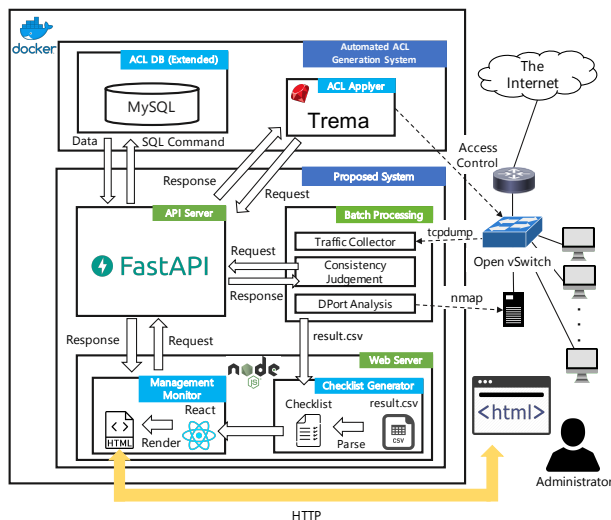 docker
Automated ACL
Generation System
ACL DB (Extended)
MySQL
ACL Applyer
Trema
The
Internet
Data
SQL Command
Response
Request
Access
Control
Proposed System
API Server
FastAPI
Batch Processing
Traffic Collector
Consistency
Judgement
DPort Analysis
Request
Response
tcpdump
nmap
Open vSwitch
Response
Request
result.csv
Web Server
node
JS
Management
Monitor
React
HTML
Render
Checklist Generator
Checklist
result.csv
Parse
CSV
<html>
Administrator
HTTP